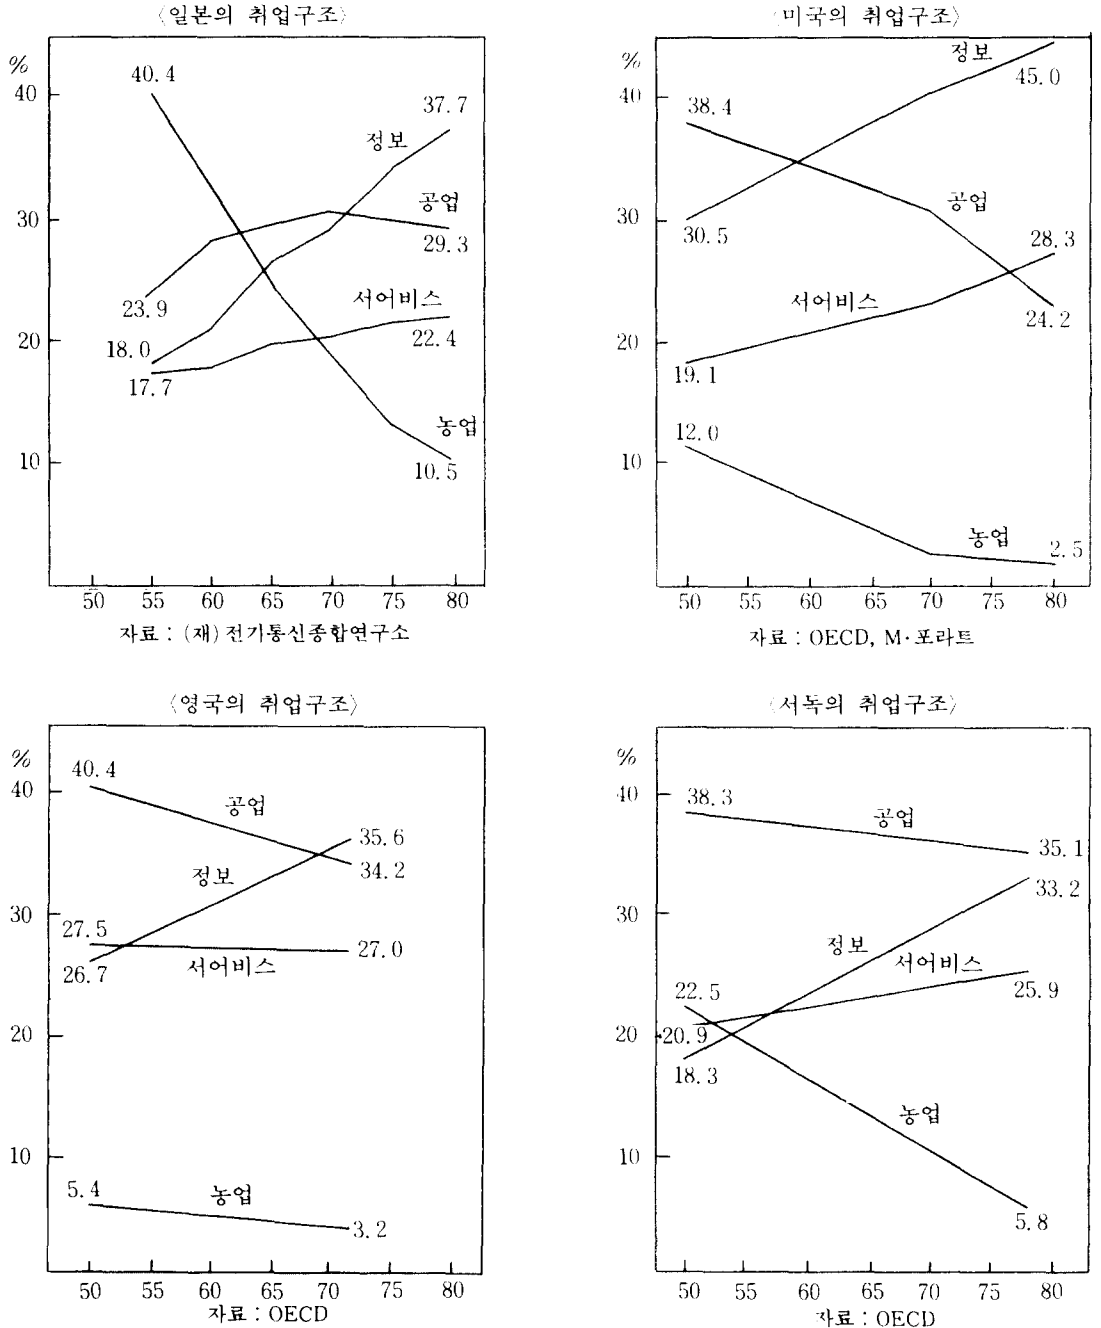 〈일본의 취업구조〉
%
40.4
40
37.7
정보
공업
30
29.3
23.9
서어비스
22.4
20
18.0
17.7
농업
10.5
10
50 55 60 65 70 75 80
자료 : (재) 전기통신종합연구소
〈미국의 취업구조〉
정보
%
45.0
40
38.4
공업
30
30.5
28.3
서어비스
24.2
20
19.1
12.0
10
농업
2.5
50 55 60 65 70 75 80
자료 : OECD, M·포라트
〈영국의 취업구조〉
%
40.4
40
공업
35.6
정보
34.2
30
27.5
27.0
26.7
서어비스
20
10
5.4
농업
3.2
50 55 60 65 70 75 80
자료 : OECD
〈서독의 취업구조〉
%
40
38.3
공업
35.1
33.2
30
정보
서어비스
22.5
25.9
20
20.9
18.3
농업
10
5.8
50 55 60 65 70 75 80
자료 : OECD